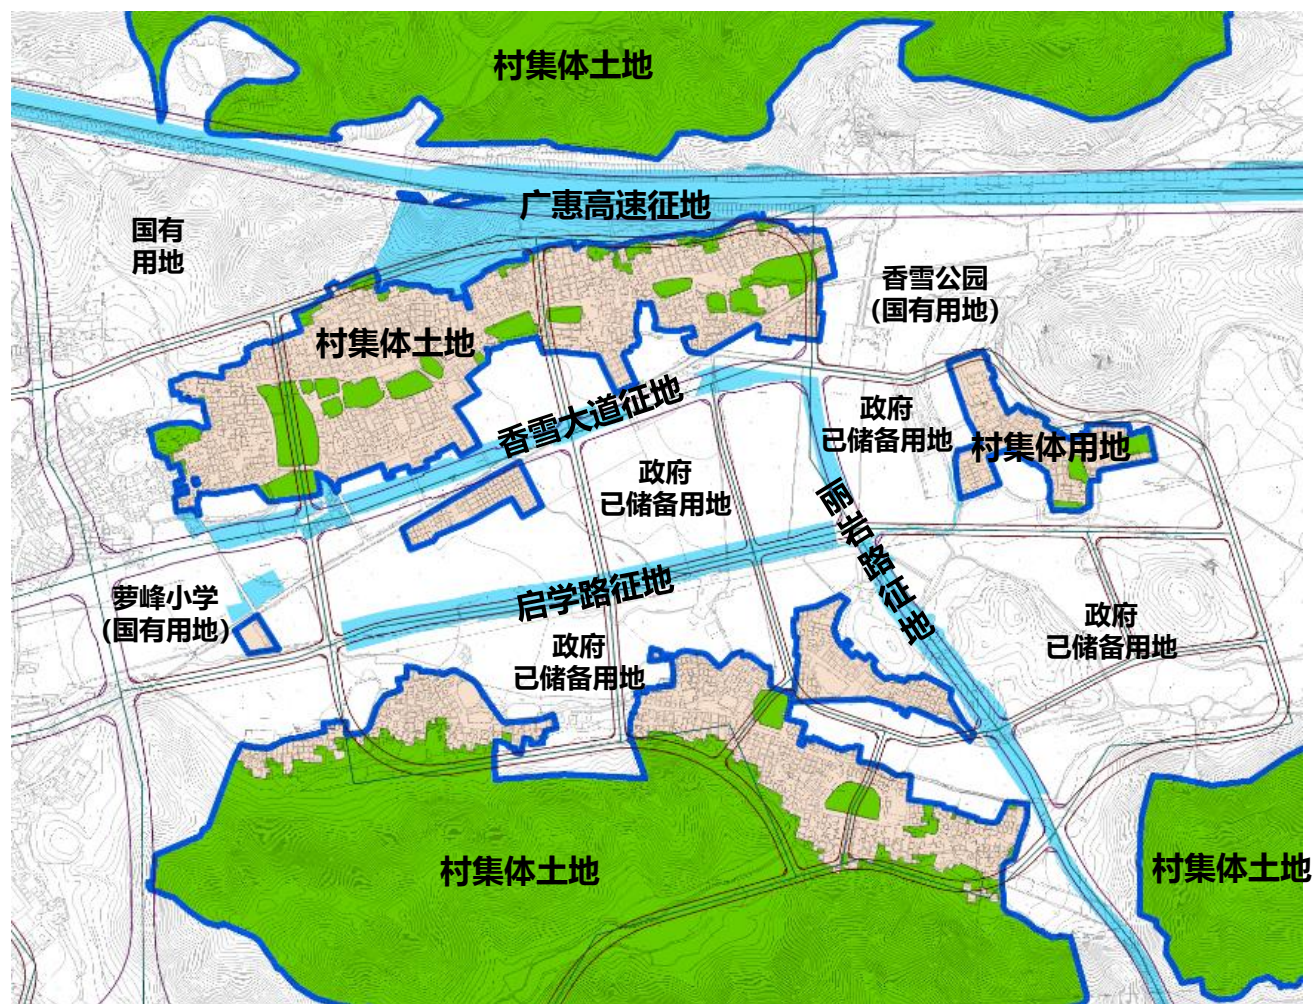 村集体土地
广惠高速征地
国有
用地
香雪公园
(国有用地)
村集体土地
香雪大道征地
政府
已储备用地
村集体用地
政府
已储备用地
丽岩路征地
启学路征地
萝峰小学
(国有用地)
政府
已储备用地
政府
已储备用地
村集体土地
村集体土地